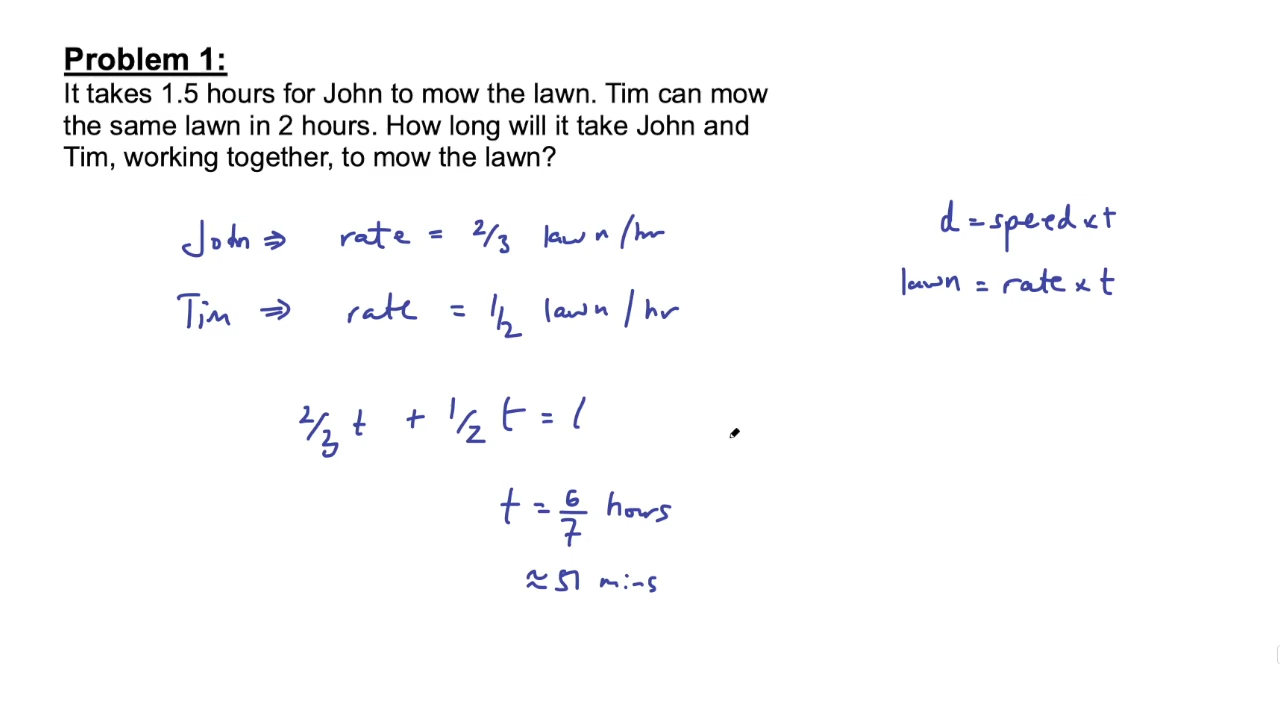 Problem 1:
It takes 1.5 hours for John to mow the lawn. Tim can mow
the same lawn in 2 hours. How long will it take John and
Tim, working together, to mow the lawn?
d = speed x t
John ⇒ rate = 2/3 lawn/hr
lawn = rate x t
Tim ⇒ rate = 1/2 lawn/hr
2/3 t + 1/2 t = 1
t = 6/7 hours
≈ 51 mins